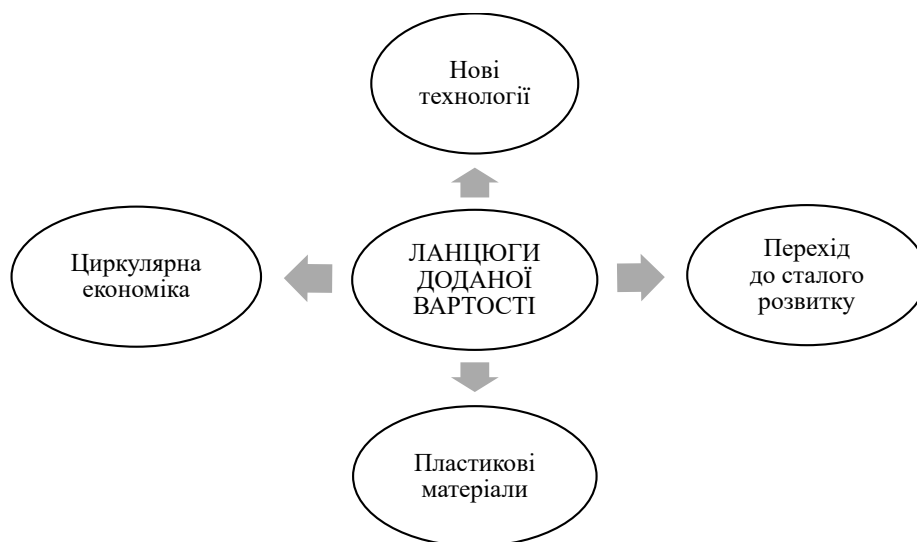 Нові
технології
Циркулярна
економіка
ЛАНЦЮГИ
ДОДАНОЇ
ВАРТОСТІ
Перехід
до сталого
розвитку
Пластикові
матеріали